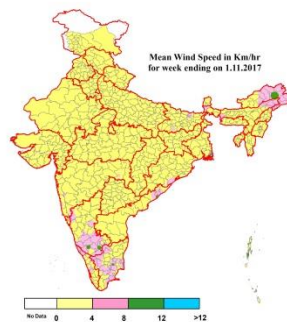 Mean Wind Speed in Km/hr
for week ending on 1.11.2017
No Data 0 4 8 12 >12